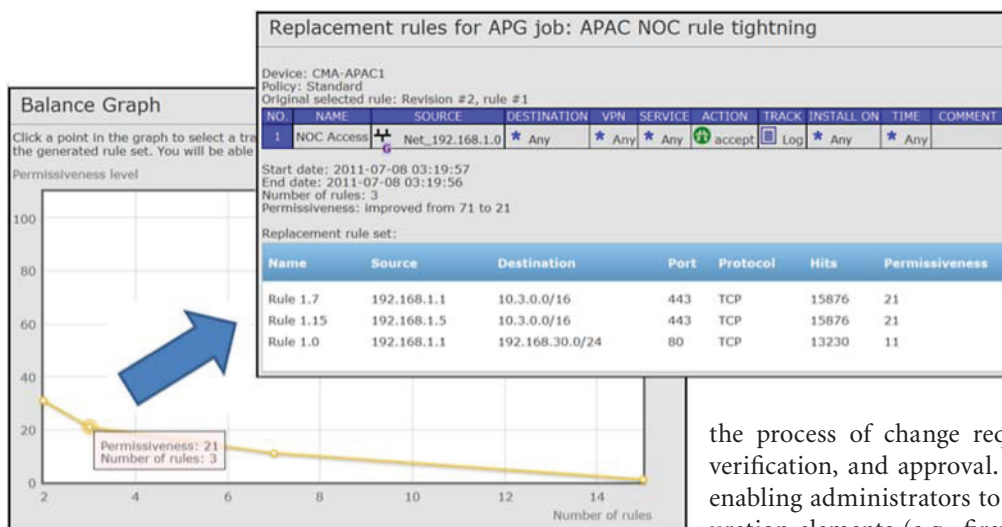 Replacement rules for APG job: APAC NOC rule tightning
Device: CMA-APAC1
Policy: Standard
Original selected rule: Revision #2, rule #1
NO. NAME SOURCE DESTINATION VPN SERVICE ACTION TRACK INSTALL ON TIME COMMENT
1 NOC Access G Net_192.168.1.0 * Any * Any * Any accept Log * Any * Any
Start date: 2011-07-08 03:19:57
End date: 2011-07-08 03:19:56
Number of rules: 3
Permissiveness: improved from 71 to 21
Replacement rule set:
Name Source Destination Port Protocol Hits Permissiveness
Rule 1.7 192.168.1.1 10.3.0.0/16 443 TCP 15876 21
Rule 1.15 192.168.1.5 10.3.0.0/16 443 TCP 15876 21
Rule 1.0 192.168.1.1 192.168.30.0/24 80 TCP 13230 11
Balance Graph
Click a point in the graph to select a
the generated rule set. You will be able
Permissiveness level
100
80
60
40
20
0
Permissiveness: 21
Number of rules: 3
2 4 6 8 10 12 14
Number of rules
the process of change
verification, and approval.
enabling administrators to
elements (e.g.,